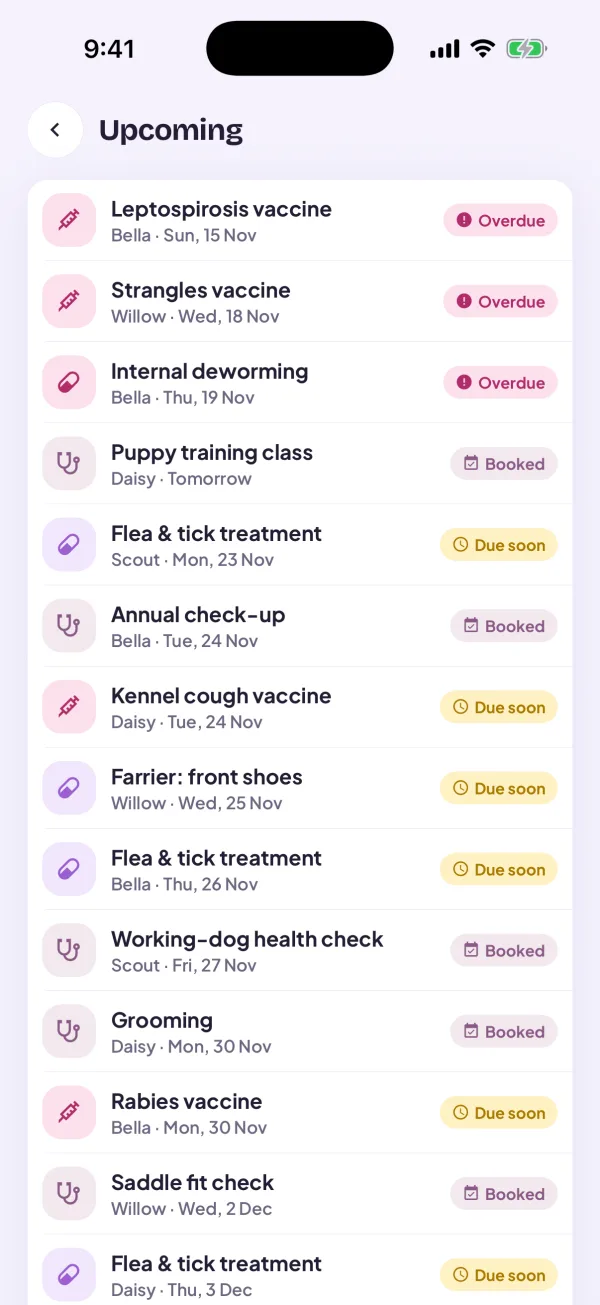 9:41
Upcoming
Leptospirosis vaccine
Bella · Sun, 15 Nov
Overdue
Strangles vaccine
Willow · Wed, 18 Nov
Overdue
Internal deworming
Bella · Thu, 19 Nov
Overdue
Puppy training class
Daisy · Tomorrow
Booked
Flea & tick treatment
Scout · Mon, 23 Nov
Due soon
Annual check-up
Bella · Tue, 24 Nov
Booked
Kennel cough vaccine
Daisy · Tue, 24 Nov
Due soon
Farrier: front shoes
Willow · Wed, 25 Nov
Due soon
Flea & tick treatment
Bella · Thu, 26 Nov
Due soon
Working-dog health check
Scout · Fri, 27 Nov
Booked
Grooming
Daisy · Mon, 30 Nov
Booked
Rabies vaccine
Bella · Mon, 30 Nov
Due soon
Saddle fit check
Willow · Wed, 2 Dec
Booked
Flea & tick treatment
Daisy · Thu, 3 Dec
Due soon